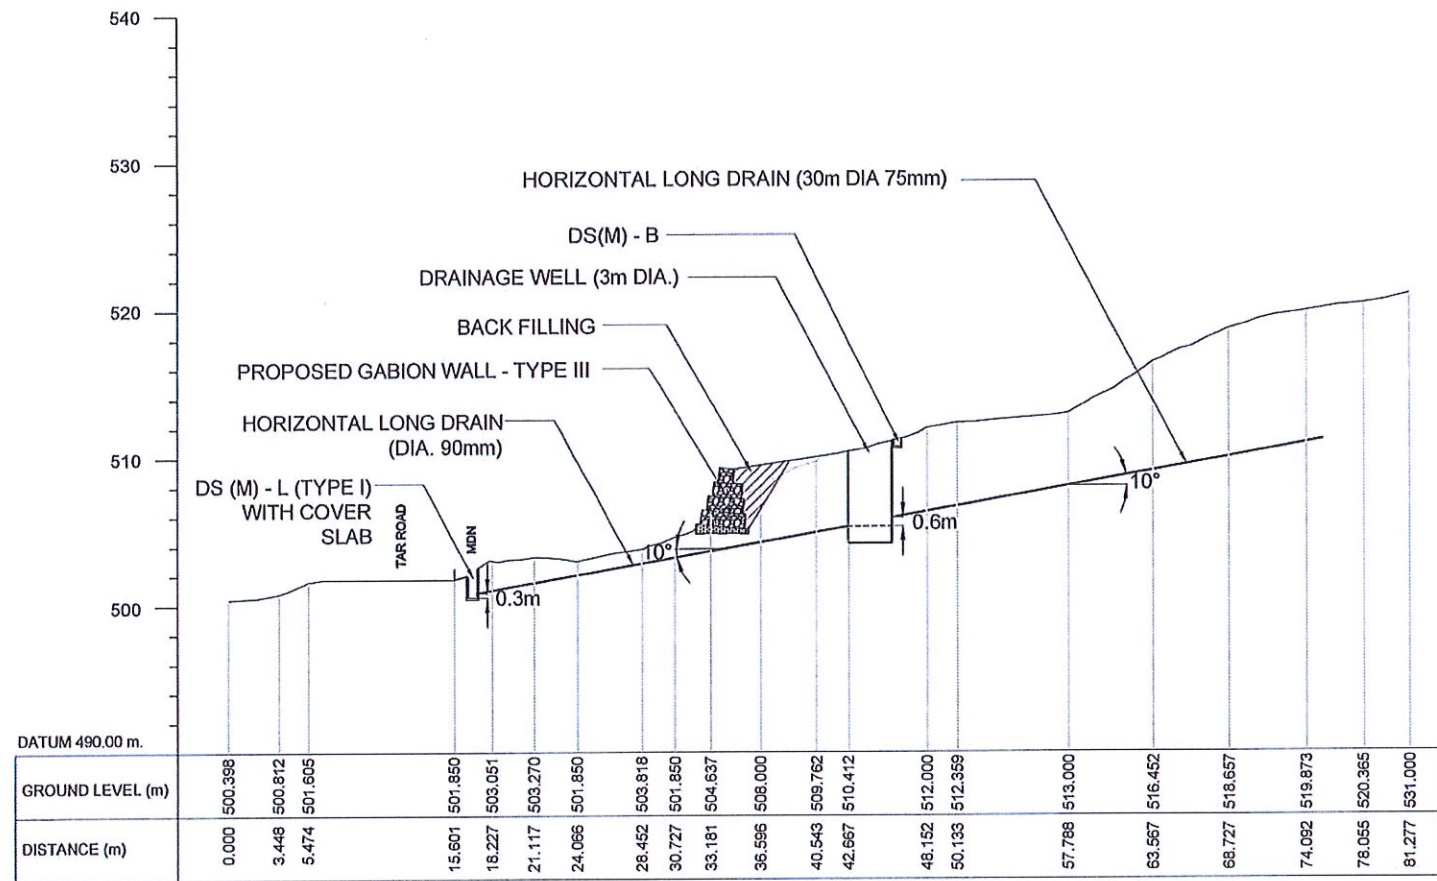 540
530
520
510
500
HORIZONTAL LONG DRAIN (30m DIA 75mm)
DS(M) - B
DRAINAGE WELL (3m DIA.)
BACK FILLING
PROPOSED GABION WALL - TYPE III
HORIZONTAL LONG DRAIN
(DIA. 90mm)
DS (M) - L (TYPE I)
WITH COVER
SLAB
TAR ROAD
MDN
0.3m
10°
0.6m
10°
DATUM 490.00 m.
GROUND LEVEL (m) 500.398 500.812 501.605 501.850 503.051 503.270 501.850 503.818 501.850 504.637 508.000 509.762 510.412 512.000 512.359 513.000 516.452 518.657 519.873 520.365 531.000
DISTANCE (m) 0.000 3.448 5.474 15.601 18.227 21.117 24.066 28.452 30.727 33.181 36.596 40.543 42.667 48.152 50.133 57.788 63.567 68.727 74.092 78.055 81.277